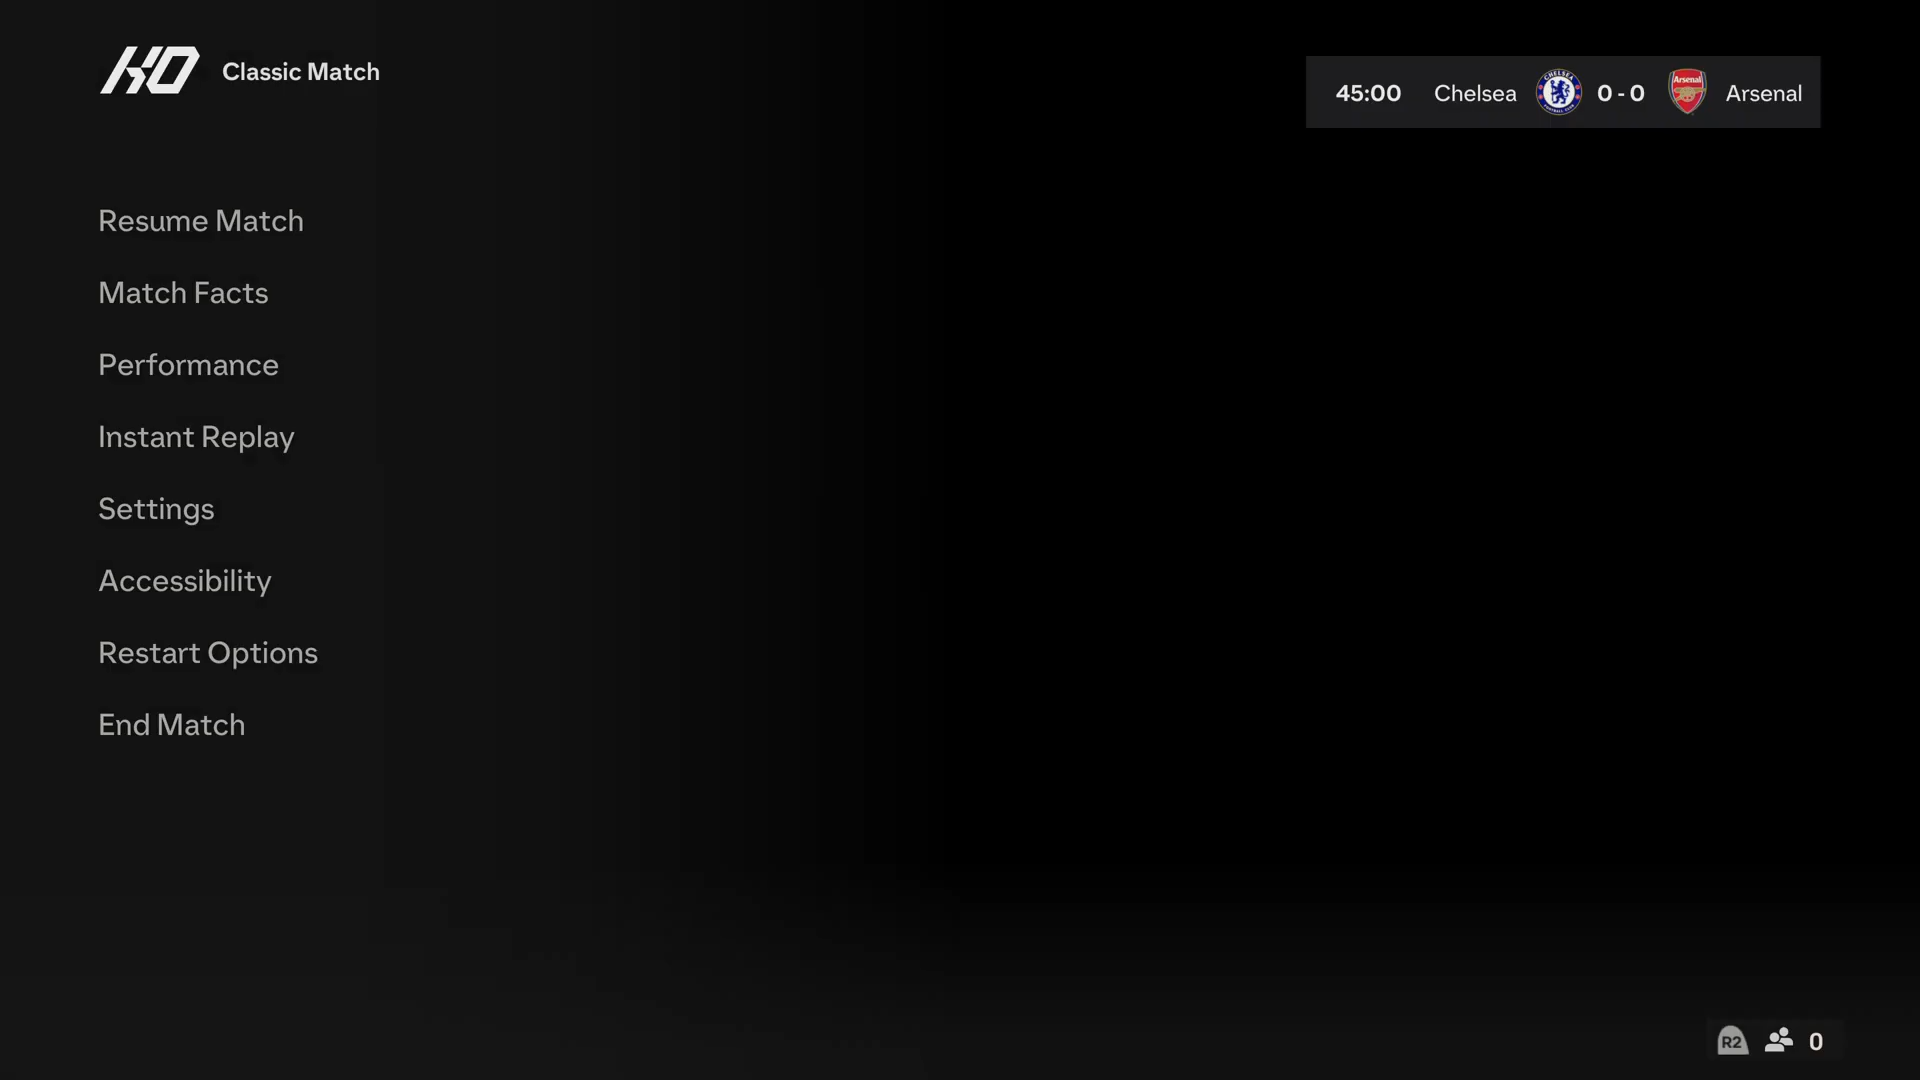 KO Classic Match
45:00 Chelsea 0 - 0 Arsenal
Resume Match
Match Facts
Performance
Instant Replay
Settings
Accessibility
Restart Options
End Match
R2 0